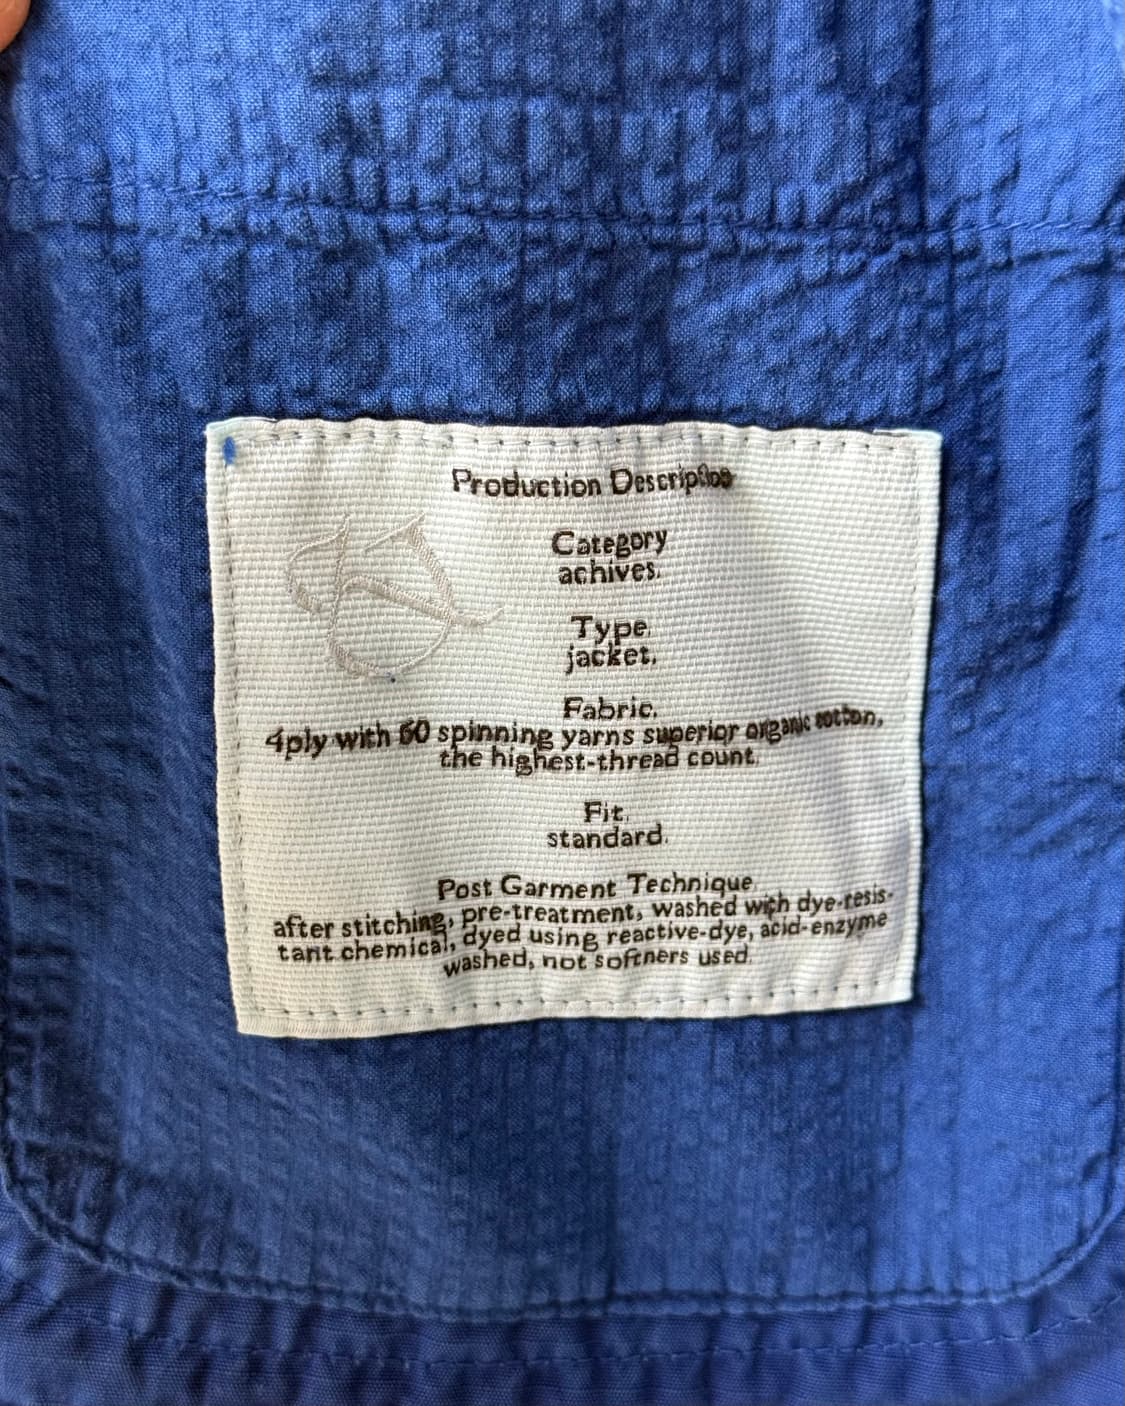 Production Description
Category
achives.
Type.
jacket.
Fabric.
4ply with 60 spinning yarns superior organic cotton,
the highest-thread count.
Fit.
standard.
Post Garment Technique.
after stitching, pre-treatment, washed with dye-resis-
tant chemical, dyed using reactive-dye, acid-enzyme
washed, not softners used.